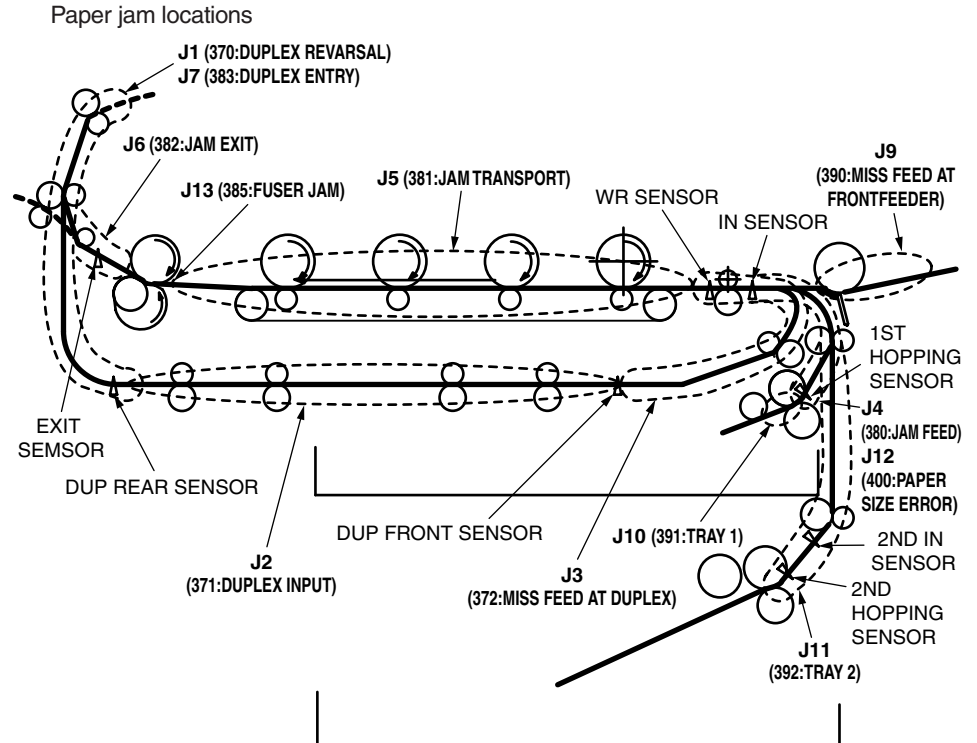 Paper jam locations
J1 (370:DUPLEX REVARSAL)
J7 (383:DUPLEX ENTRY)
J6 (382:JAM EXIT)
J13 (385:FUSER JAM)
J5 (381:JAM TRANSPORT)
WR SENSOR
IN SENSOR
J9
(390:MISS FEED AT
FRONTFEEDER)
1ST
HOPPING
SENSOR
J4
(380:JAM FEED)
J12
(400:PAPER
SIZE ERROR)
EXIT
SEMSOR
DUP REAR SENSOR
DUP FRONT SENSOR
J10 (391:TRAY 1)
2ND IN
SENSOR
J2
(371:DUPLEX INPUT)
J3
(372:MISS FEED AT DUPLEX)
2ND
HOPPING
SENSOR
J11
(392:TRAY 2)